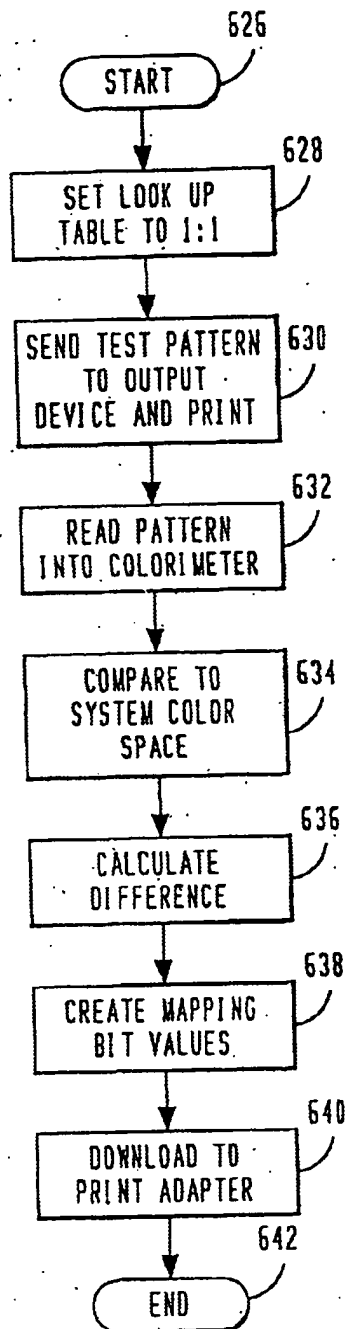 626
START
628
SET LOOK UP
TABLE TO 1:1
630
SEND TEST PATTERN
TO OUTPUT
DEVICE AND PRINT
632
READ PATTERN
INTO COLORIMETER
634
COMPARE TO
SYSTEM COLOR
SPACE
636
CALCULATE
DIFFERENCE
638
CREATE MAPPING
BIT VALUES
640
DOWNLOAD TO
PRINT ADAPTER
642
END